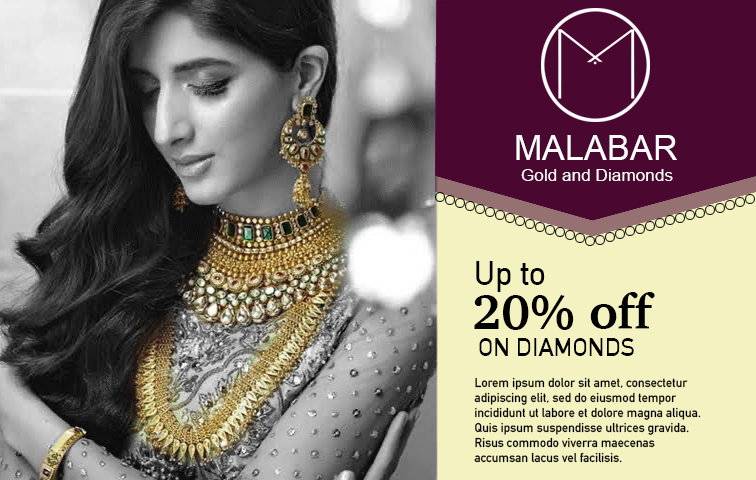 MALABAR
Gold and Diamonds
Up to
20% off
ON DIAMONDS
Lorem ipsum dolor sit amet, consectetur
adipiscing elit, sed do eiusmod tempor
incididunt ut labore et dolore magna aliqua.
Quis ipsum suspendisse ultrices gravida.
Risus commodo viverra maecenas
accumsan lacus vel facilisis.